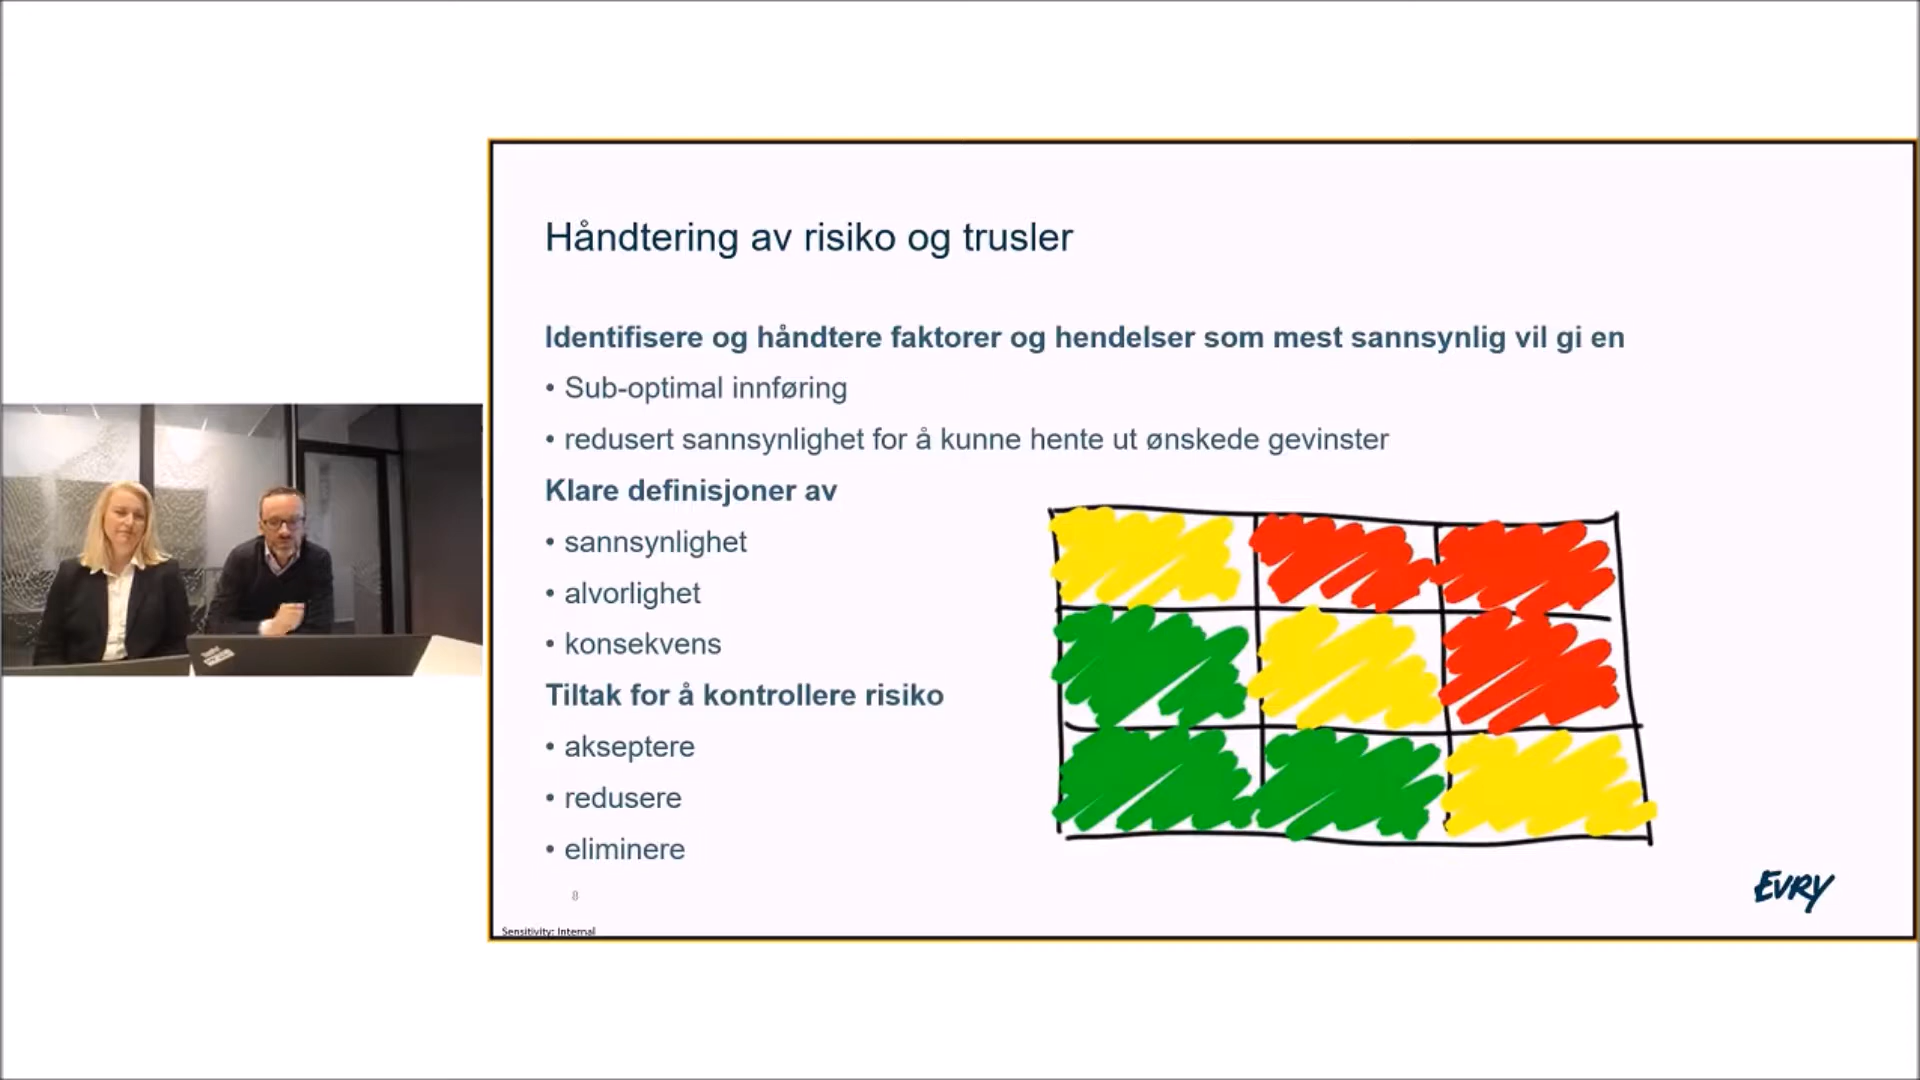 Håndtering av risiko og trusler
Identifisere og håndtere faktorer og hendelser som mest sannsynlig vil gi en
• Sub-optimal innføring
• redusert sannsynlighet for å kunne hente ut ønskede gevinster
Klare definisjoner av
• sannsynlighet
• alvorlighet
• konsekvens
Tiltak for å kontrollere risiko
• akseptere
• redusere
• eliminere
8
EVRY
Sensitivity: Internal